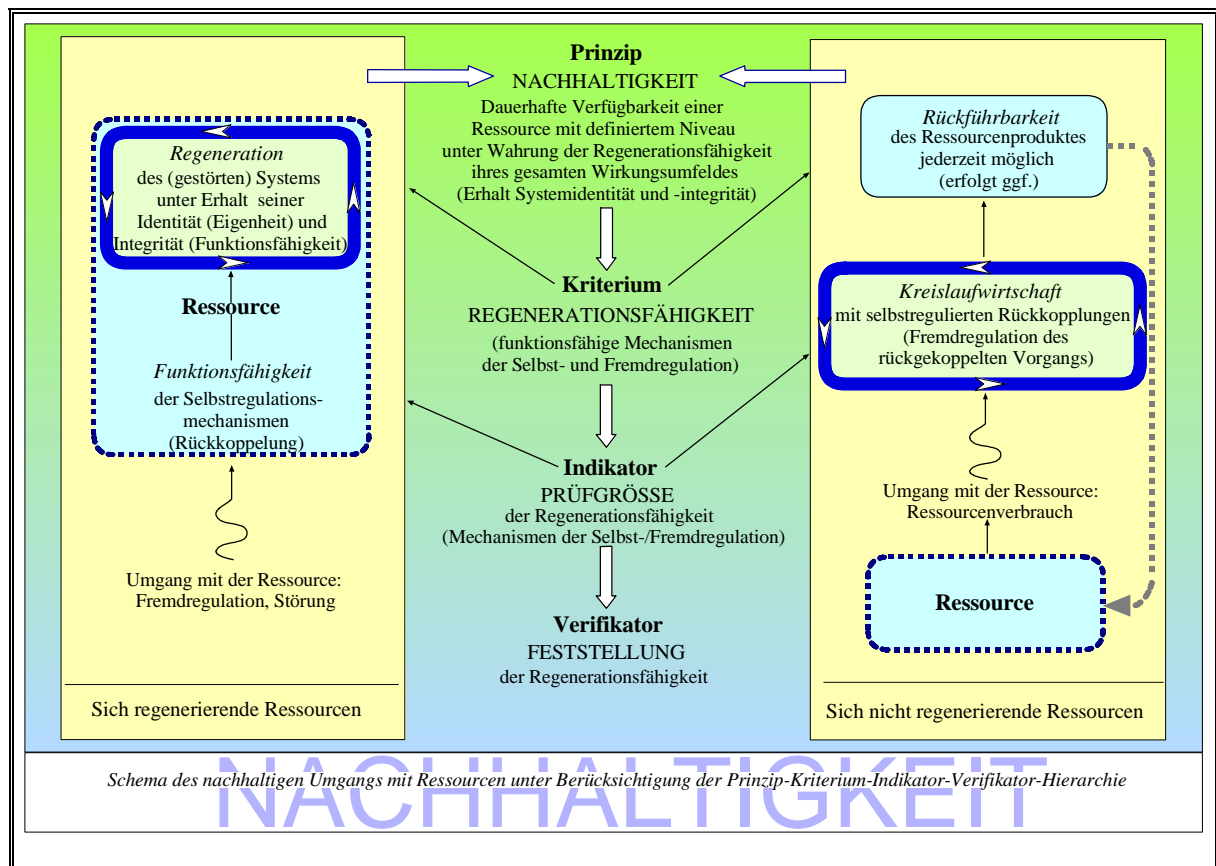 Prinzip
NACHHALTIGKEIT
Dauerhafte Verfügbarkeit einer
Ressource mit definiertem Niveau
unter Wahrung der Regenerationsfähigkeit
ihres gesamten Wirkungsumfeldes
(Erhalt Systemidentität und -integrität)
Kriterium
REGENERATIONSFÄHIGKEIT
(funktionsfähige Mechanismen
der Selbst- und Fremdregulation)
Indikator
PRÜFGRÖSSE
der Regenerationsfähigkeit
(Mechanismen der Selbst-/Fremdregulation)
Verifikator
FESTSTELLUNG
der Regenerationsfähigkeit
Regeneration
des (gestörten) Systems
unter Erhalt seiner
Identität (Eigenheit) und
Integrität (Funktionsfähigkeit)
Ressource
Funktionsfähigkeit
der Selbstregulations-
mechanismen
(Rückkoppelung)
Umgang mit der Ressource:
Fremdregulation, Störung
Sich regenerierende Ressourcen
Rückführbarkeit
des Ressourcenproduktes
jederzeit möglich
(erfolgt ggf.)
Kreislaufwirtschaft
mit selbstregulierten Rückkopplungen
(Fremdregulation des
rückgekoppelten Vorgangs)
Umgang mit der Ressource:
Ressourcenverbrauch
Ressource
Sich nicht regenerierende Ressourcen
Schema des nachhaltigen Umgangs mit Ressourcen unter Berücksichtigung der Prinzip-Kriterium-Indikator-Verifikator-Hierarchie
NACHHALTIGKEIT